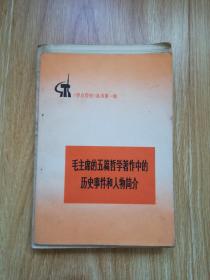 《学点历史》丛书第一辑
毛主席的五篇哲学著作中的
历史事件和人物简介